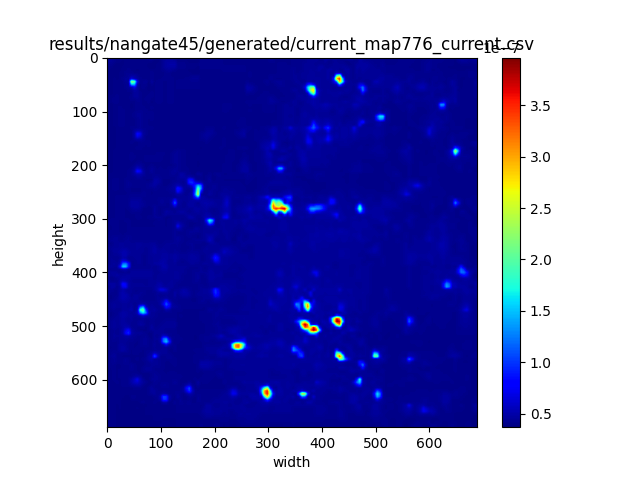 results/nangate45/generated/current_map776_current.csv
1e−7
0
100
200
300
400
500
600
height
0 100 200 300 400 500 600
width
3.5
3.0
2.5
2.0
1.5
1.0
0.5